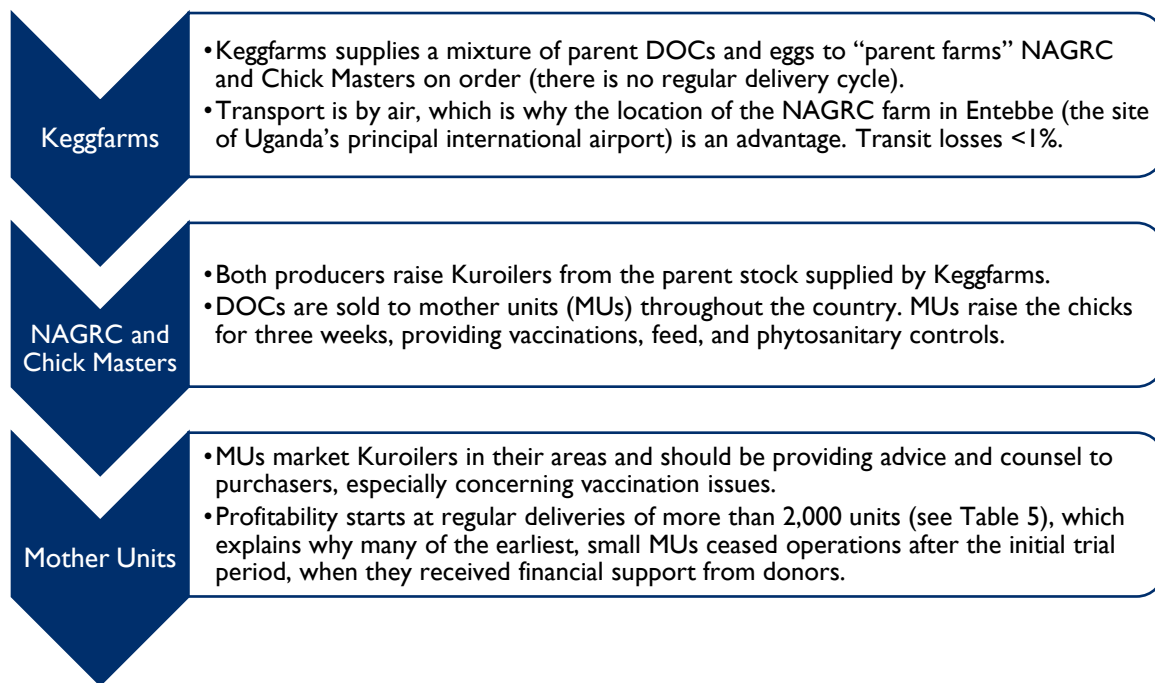 Keggfarms
•Keggfarms supplies a mixture of parent DOCs and eggs to “parent farms” NAGRC
and Chick Masters on order (there is no regular delivery cycle).
•Transport is by air, which is why the location of the NAGRC farm in Entebbe (the site
of Uganda’s principal international airport) is an advantage. Transit losses <1%.
NAGRC and
Chick Masters
•Both producers raise Kuroilers from the parent stock supplied by Keggfarms.
•DOCs are sold to mother units (MUs) throughout the country. MUs raise the chicks
for three weeks, providing vaccinations, feed, and phytosanitary controls.
Mother Units
•MUs market Kuroilers in their areas and should be providing advice and counsel to
purchasers, especially concerning vaccination issues.
•Profitability starts at regular deliveries of more than 2,000 units (see Table 5), which
explains why many of the earliest, small MUs ceased operations after the initial trial
period, when they received financial support from donors.